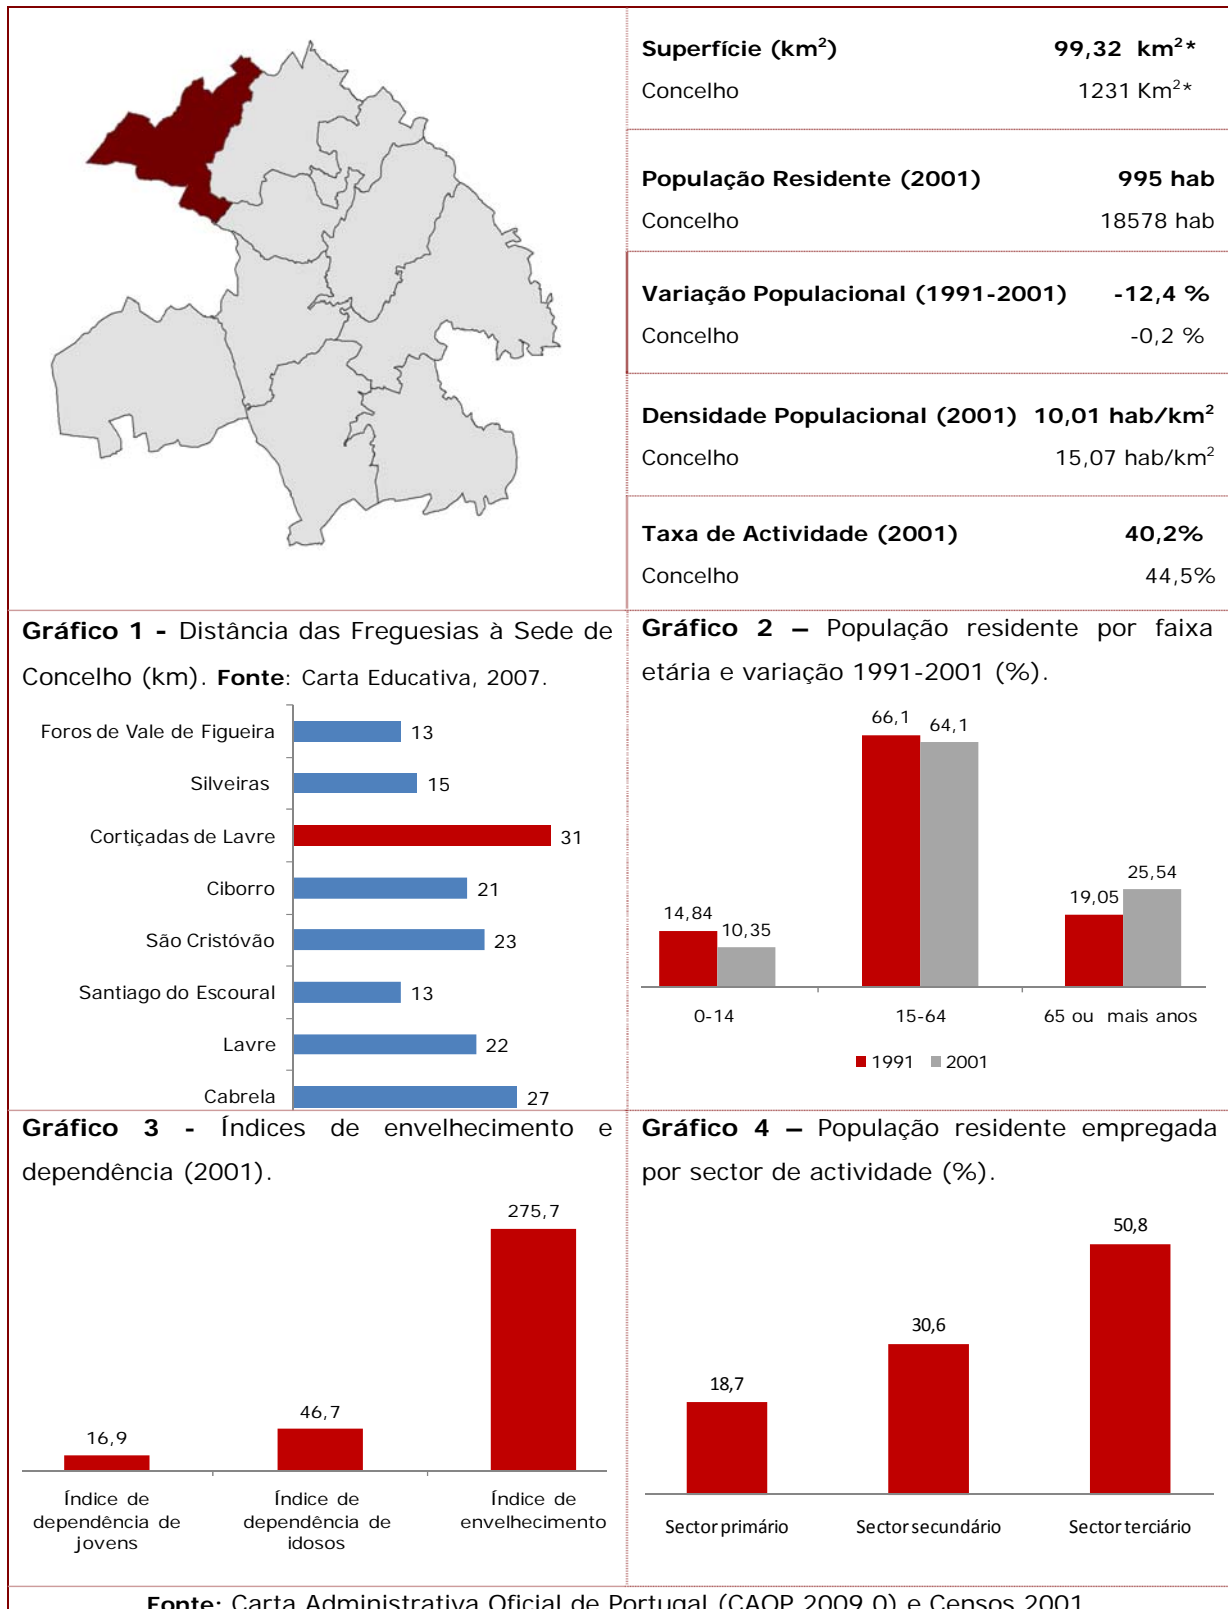 Superfície (km²) 99,32 km²*
Concelho 1231 Km²*
População Residente (2001) 995 hab
Concelho 18578 hab
Variação Populacional (1991-2001) -12,4 %
Concelho -0,2 %
Densidade Populacional (2001) 10,01 hab/km²
Concelho 15,07 hab/km²
Taxa de Actividade (2001) 40,2%
Concelho 44,5%
Gráfico 1 - Distância das Freguesias à Sede de
Concelho (km). Fonte: Carta Educativa, 2007.
Foros de Vale de Figueira 13
Silveiras 15
Cortiçadas de Lavre 31
Ciborro 21
São Cristóvão 23
Santiago do Escoural 13
Lavre 22
Cabrela 27
Gráfico 2 – População residente por faixa
etária e variação 1991-2001 (%).
66,1
64,1
25,54
19,05
14,84
10,35
0-14 15-64 65 ou mais anos
1991 2001
Gráfico 3 - Índices de envelhecimento e
dependência (2001).
275,7
46,7
16,9
Índice de
dependência de
jovens
Índice de
dependência de
idosos
Índice de
envelhecimento
Gráfico 4 – População residente empregada
por sector de actividade (%).
50,8
30,6
18,7
Sector primário Sector secundário Sector terciário
Fonte: Carta Administrativa Oficial de Portugal (CAOP 2009.0) e Censos 2001